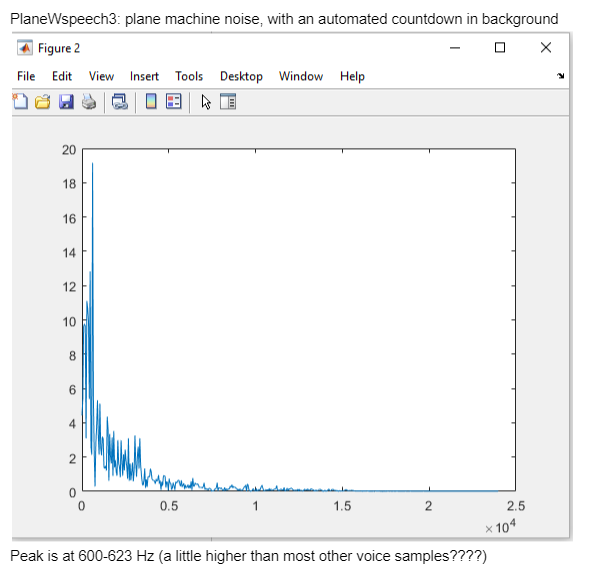 PlaneWspeech3: plane machine noise, with an automated countdown in background
Figure 2
File Edit View Insert Tools Desktop Window Help
20
18
16
14
12
10
8
6
4
2
0
0 0.5 1 1.5 2 2.5
×10⁴
Peak is at 600-623 Hz (a little higher than most other voice samples????)